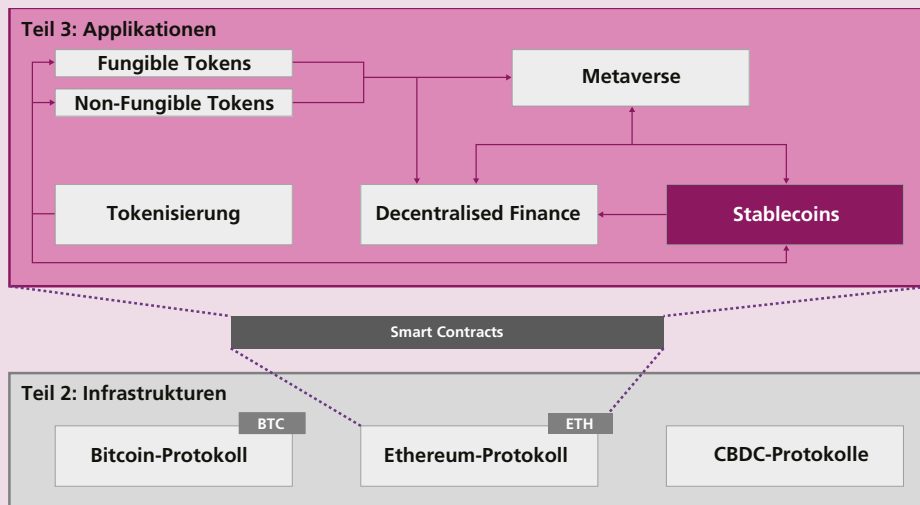 Teil 3: Applikationen
Fungible Tokens
Non-Fungible Tokens
Metaverse
Tokenisierung
Decentralised Finance
Stablecoins
Smart Contracts
Teil 2: Infrastrukturen
BTC
ETH
Bitcoin-Protokoll
Ethereum-Protokoll
CBDC-Protokolle